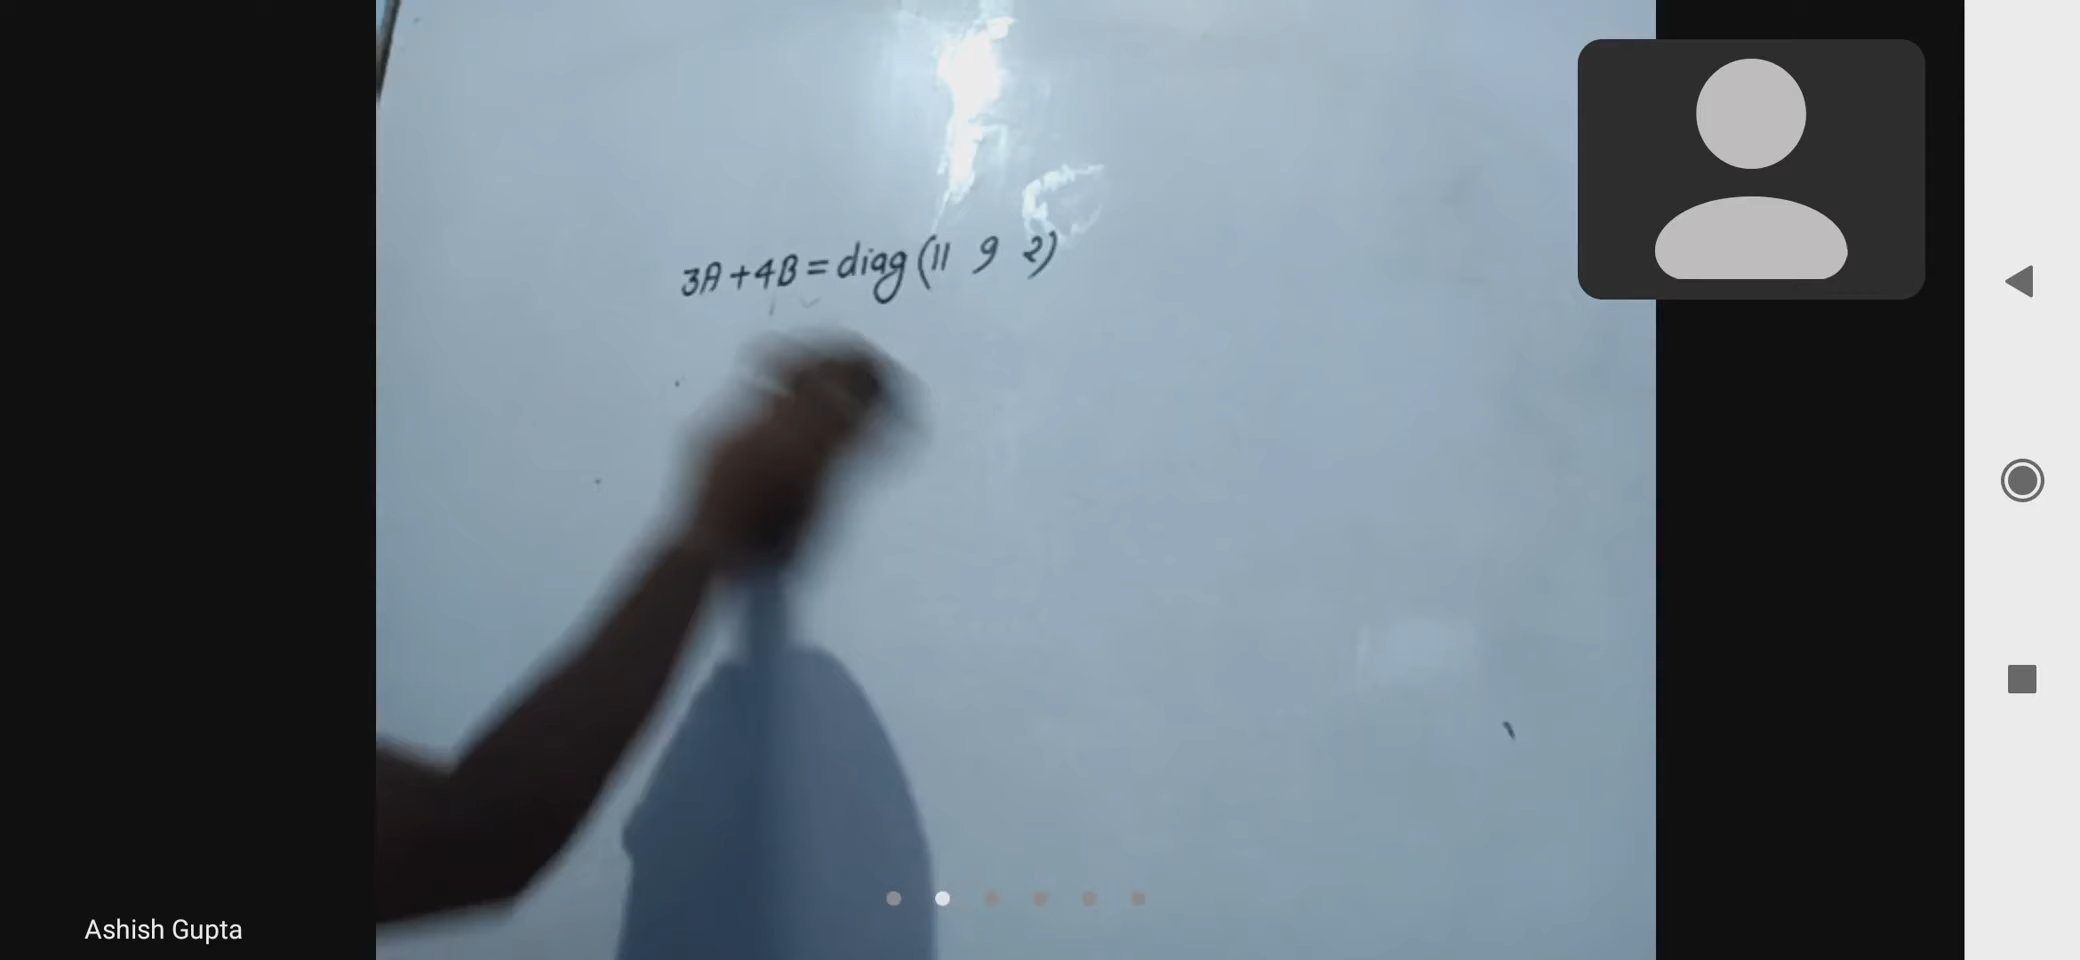 3A+4B = diag (11 9 2)
Ashish Gupta